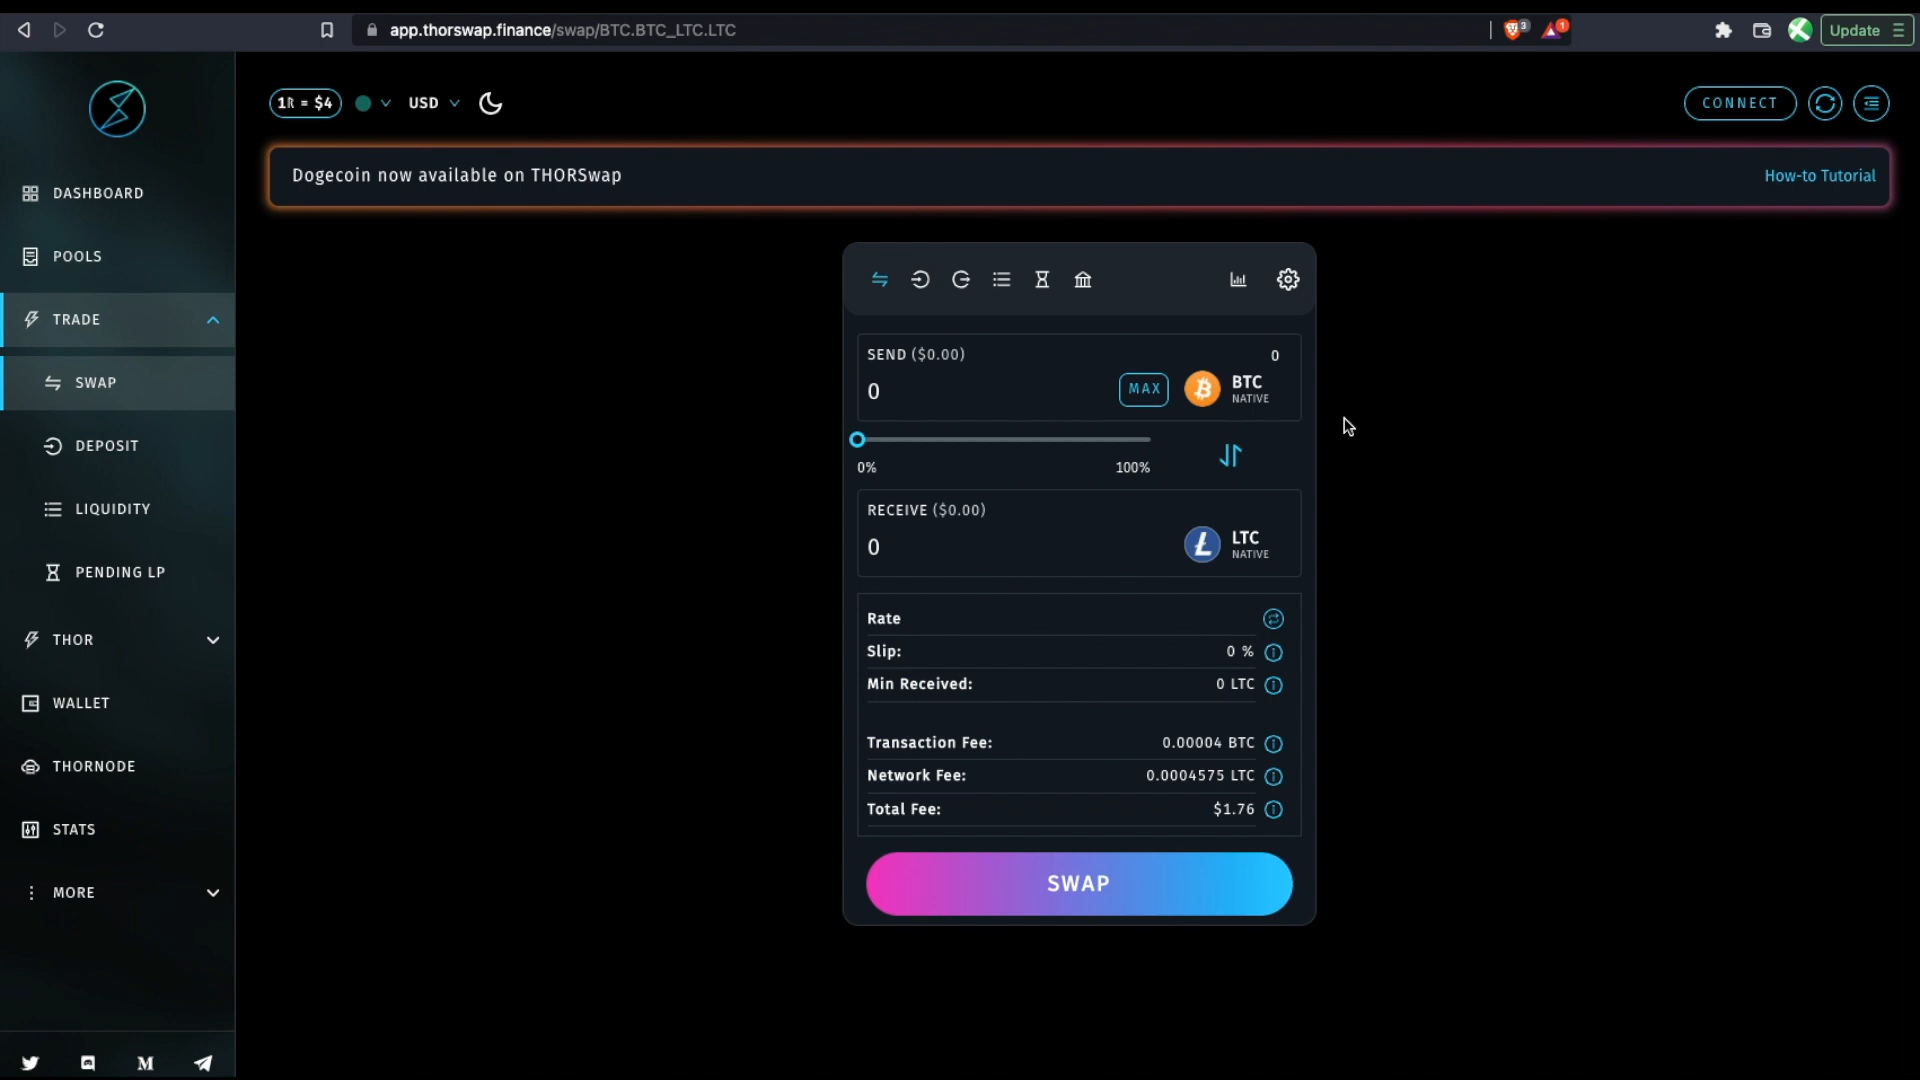 app.thorswap.finance/swap/BTC.BTC_LTC.LTC
3
1
Update
1ᚱ = $4
USD
CONNECT
Dogecoin now available on THORSwap
How-to Tutorial
DASHBOARD
POOLS
TRADE
SWAP
DEPOSIT
LIQUIDITY
PENDING LP
THOR
WALLET
THORNODE
STATS
MORE
SEND ($0.00)
0
0
MAX
BTC
NATIVE
0%
100%
RECEIVE ($0.00)
0
LTC
NATIVE
Rate
Slip:
0 %
Min Received:
0 LTC
Transaction Fee:
0.00004 BTC
Network Fee:
0.0004575 LTC
Total Fee:
$1.76
SWAP